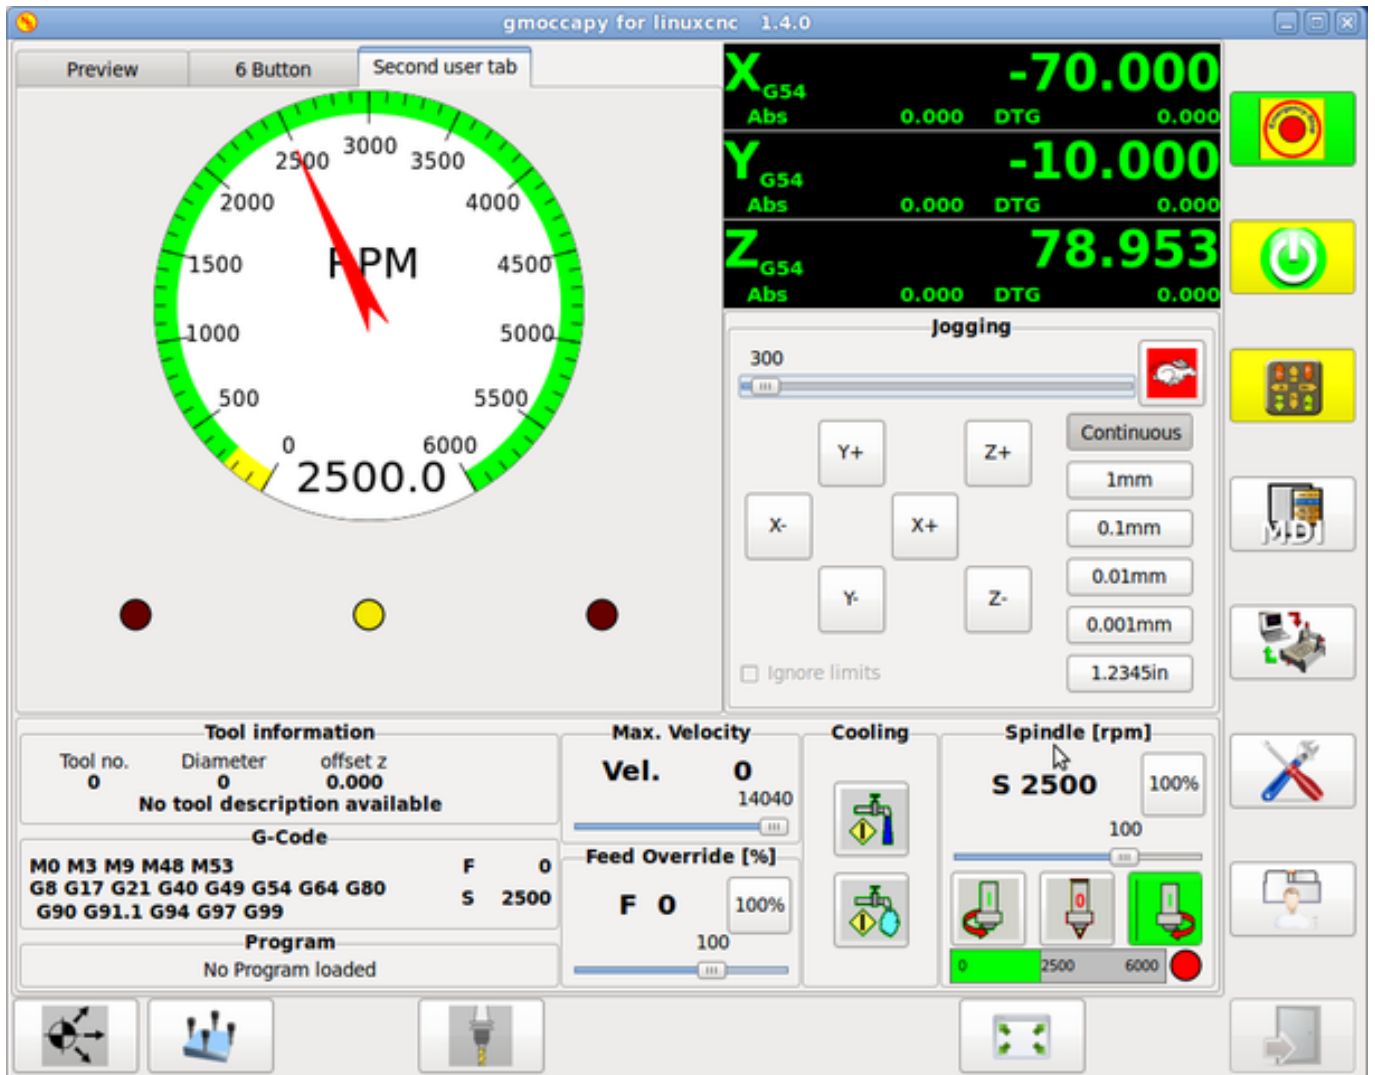 gmoccapy for linuxcnc 1.4.0
Preview
6 Button
Second user tab
0
500
1000
1500
2000
2500
3000
3500
4000
4500
5000
5500
6000
RPM
2500.0
X G54 -70.000
Abs 0.000 DTG 0.000
Y G54 -10.000
Abs 0.000 DTG 0.000
Z G54 78.953
Abs 0.000 DTG 0.000
Jogging
300
Y+
Z+
X-
X+
Y-
Z-
Continuous
1mm
0.1mm
0.01mm
0.001mm
1.2345in
Ignore limits
Emergency Stop
MDI
Tool information
Tool no. Diameter offset z
0 0 0.000
No tool description available
G-Code
M0 M3 M9 M48 M53
G8 G17 G21 G40 G49 G54 G64 G80
G90 G91.1 G94 G97 G99
F 0
S 2500
Program
No Program loaded
Max. Velocity
Vel. 0
14040
Feed Override [%]
F 0
100%
100
Cooling
Spindle [rpm]
S 2500
100%
100
1
0
1
0 2500 6000